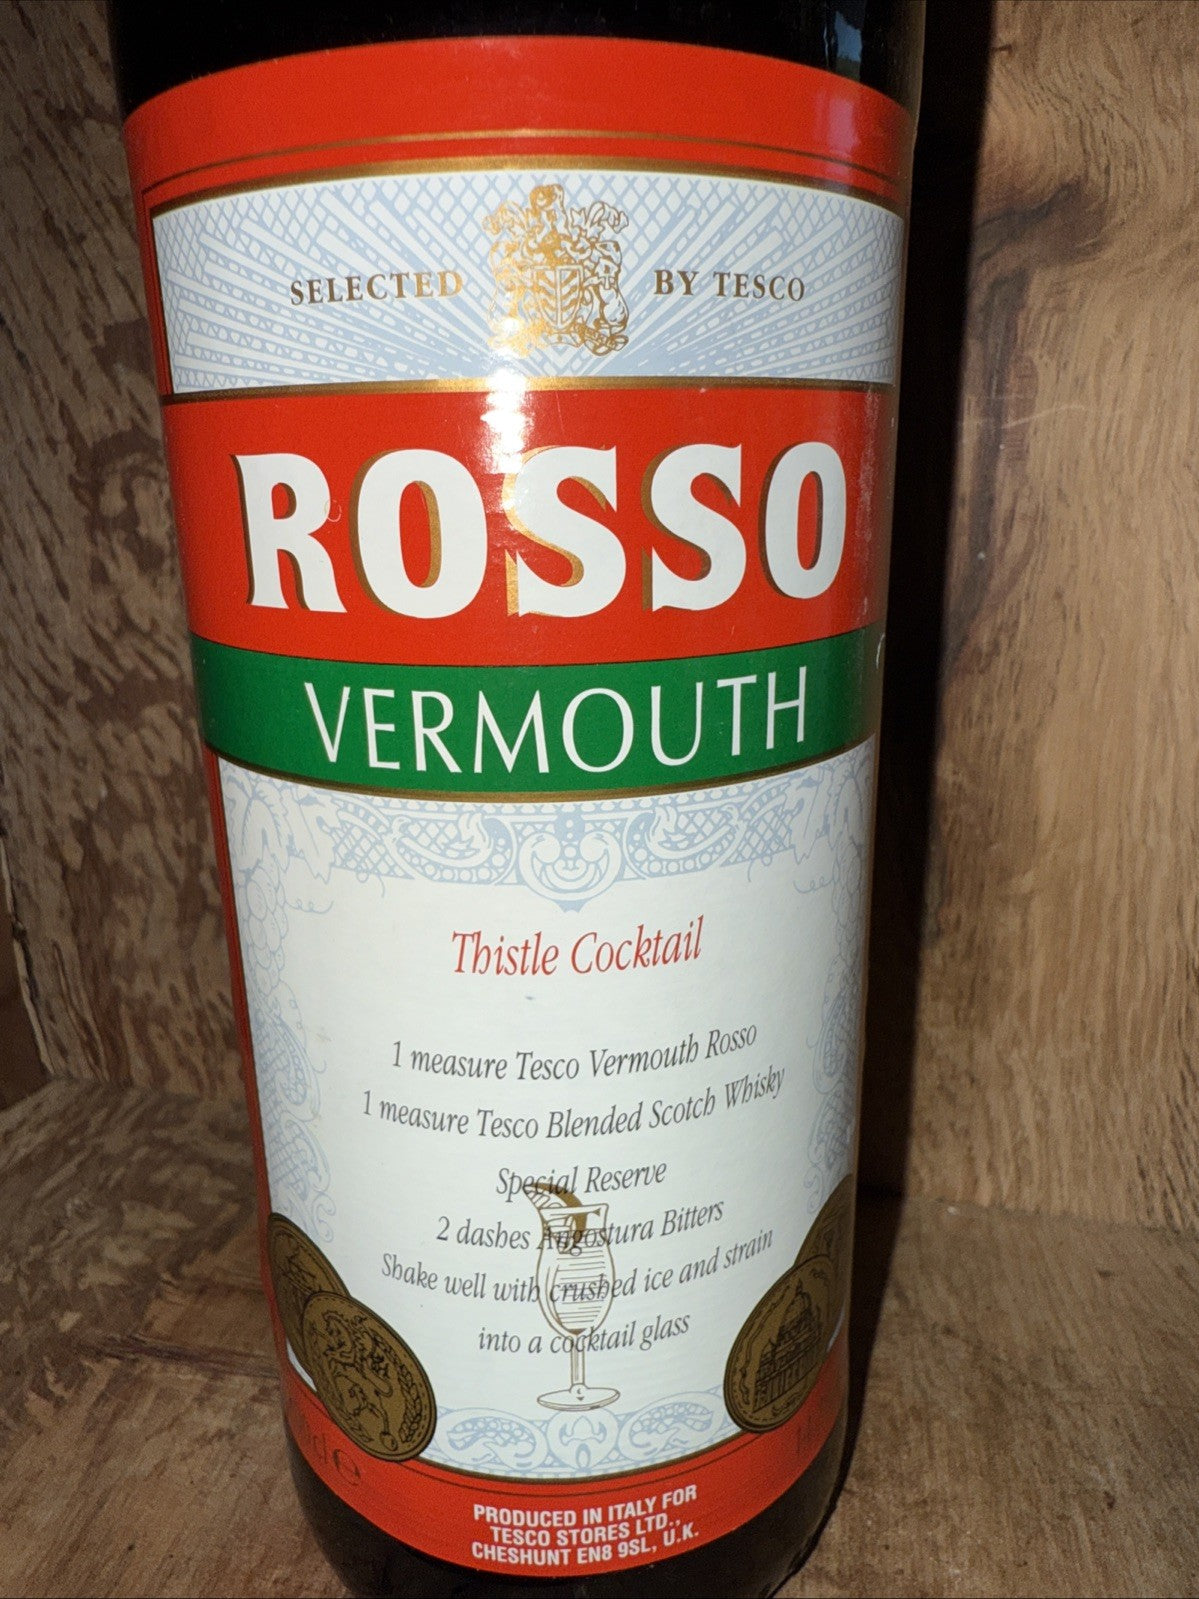 SELECTED BY TESCO
ROSSO
VERMOUTH
Thistle Cocktail
1 measure Tesco Vermouth Rosso
1 measure Tesco Blended Scotch Whisky
Special Reserve
2 dashes Angostura Bitters
Shake well with crushed ice and strain
into a cocktail glass
PRODUCED IN ITALY FOR
TESCO STORES LTD.,
CHESHUNT EN8 9SL, U.K.